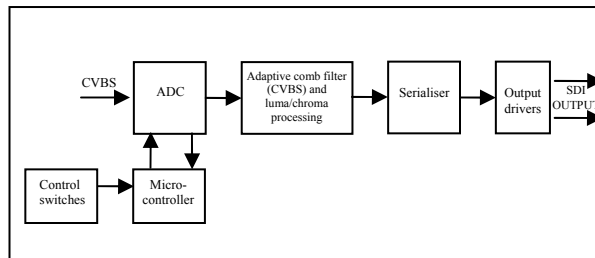 CVBS
ADC
Adaptive comb filter
(CVBS) and
luma/chroma
processing
Serialiser
Output
drivers
SDI
OUTPUT
Control
switches
Micro-
controller